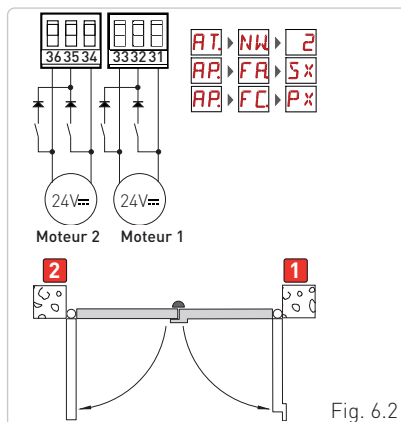 36 35 34 33 32 31
AT. NW 2
AP. FA SX
AP. FC PX
24V 24V
Moteur 2 Moteur 1
2 1
Fig. 6.2